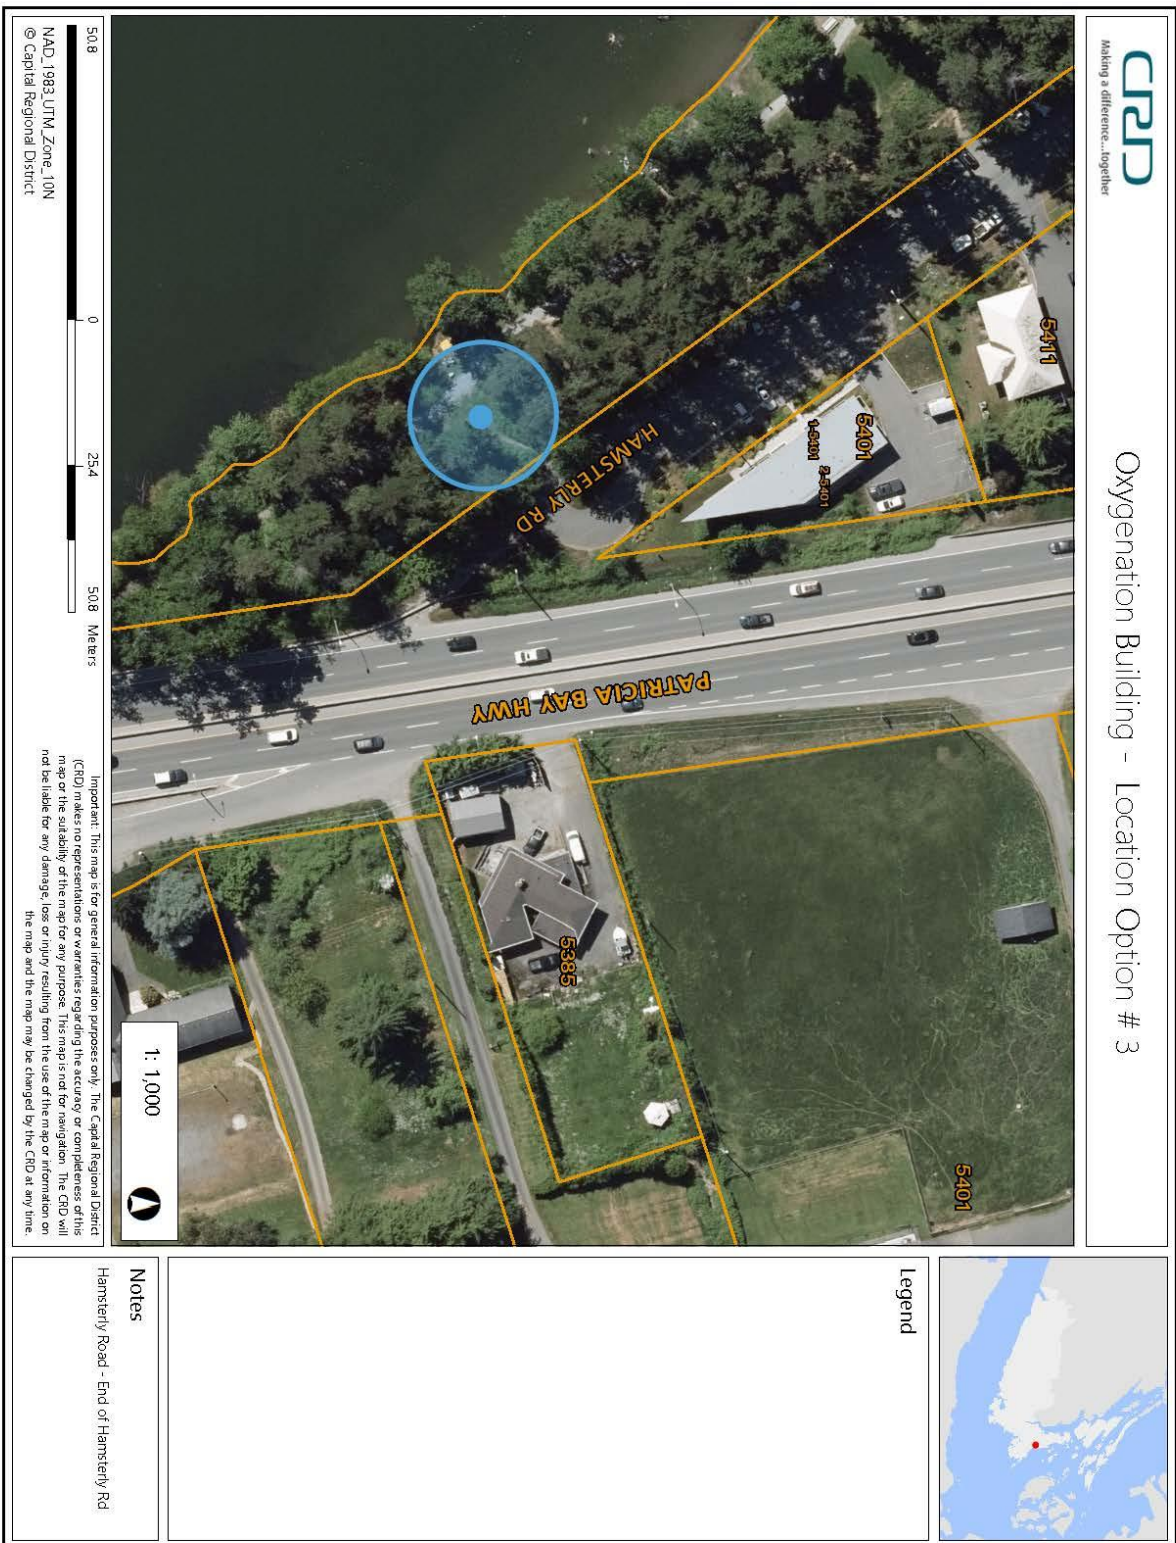 CRD
Making a difference...together
Oxygenation Building - Location Option # 3
5411
5401
1-5401 2-5401
HAMSTERLY RD
PATRICIA BAY HWY
5385
5401
50.8 0 25.4 50.8 Meters
NAD_1983_UTM_Zone_10N
© Capital Regional District
Important: This map is for general information purposes only. The Capital Regional District
(CRD) makes no representations or warranties regarding the accuracy or completeness of this
map or the suitability of the map for any purpose. This map is not for navigation. The CRD will
not be liable for any damage, loss or injury resulting from the use of the map or information on
the map and the map may be changed by the CRD at any time.
1: 1,000
Legend
Notes
Hamsterly Road - End of Hamsterly Rd